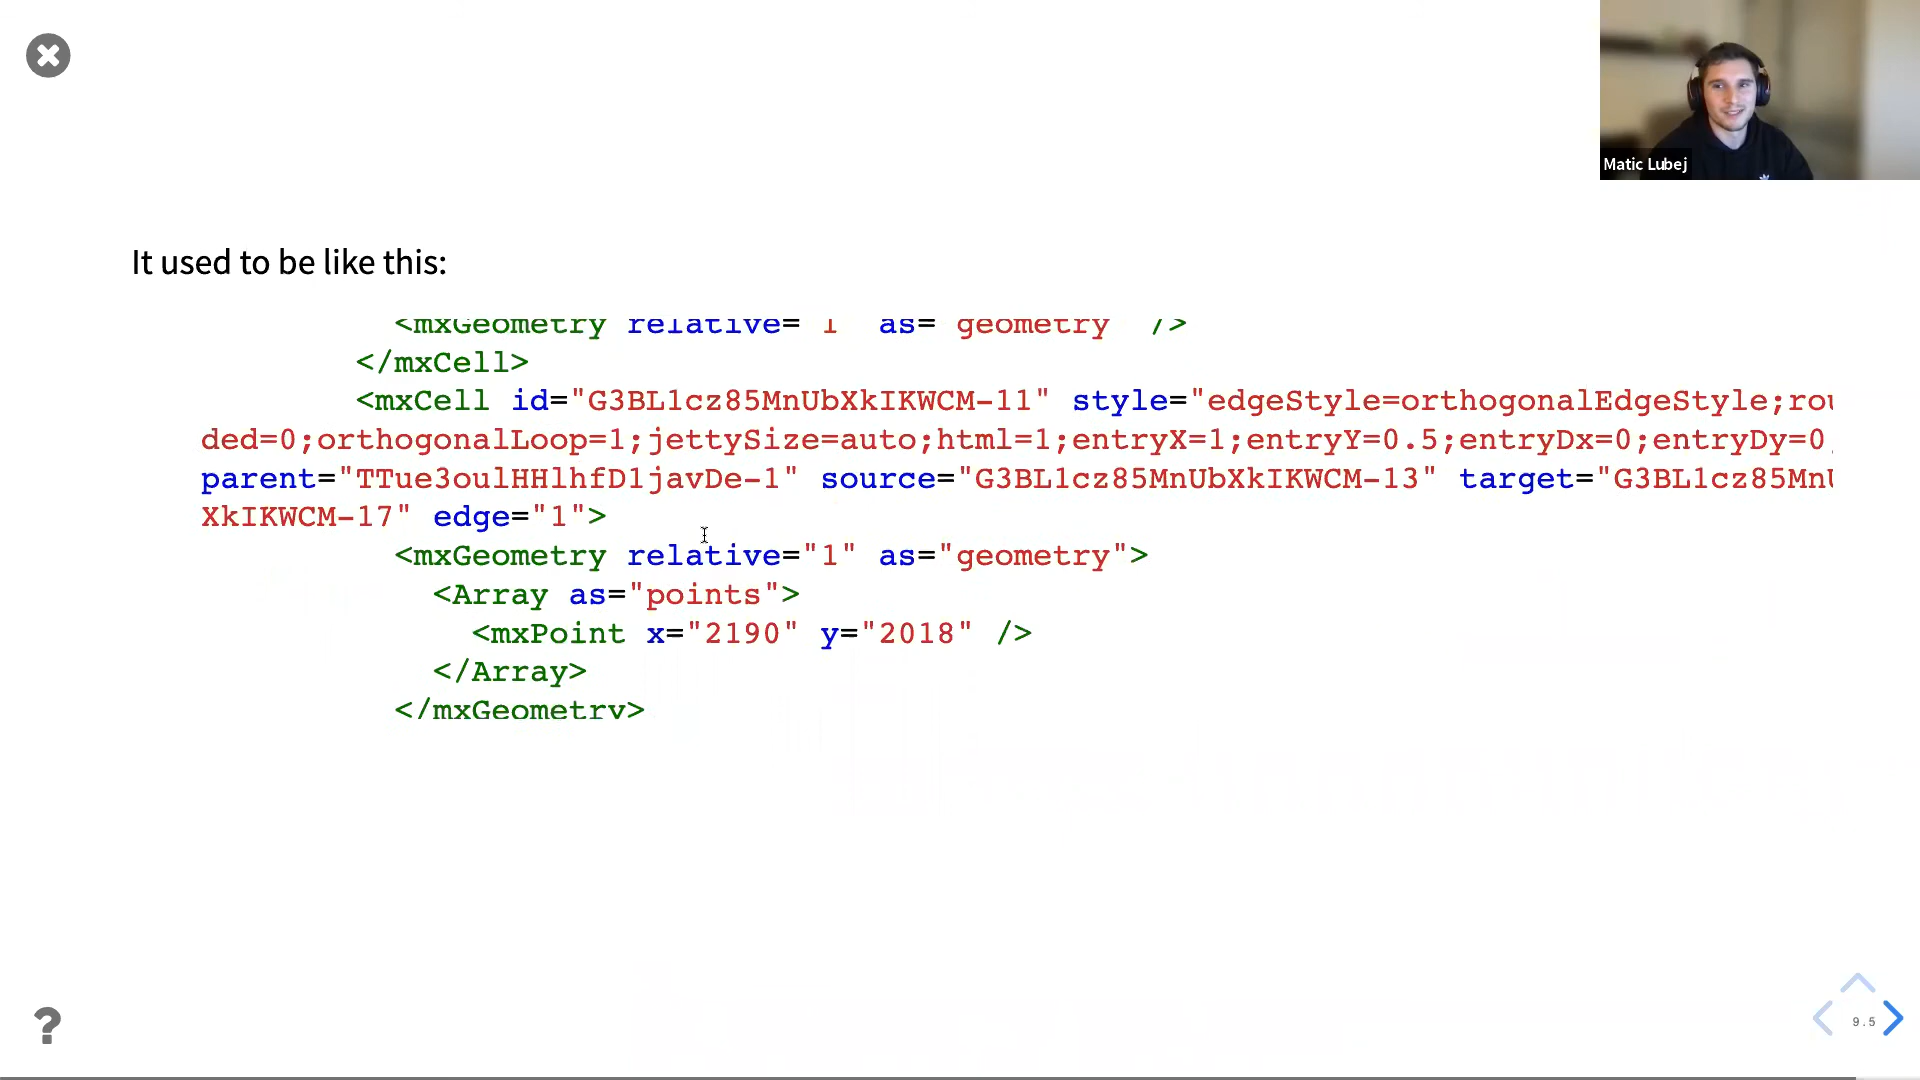 Matic Lubej
It used to be like this:
<mxGeometry relative="1" as="geometry" />
</mxCell>
<mxCell id="G3BL1cz85MnUbXkIKWCM-11" style="edgeStyle=orthogonalEdgeStyle;rou
ded=0;orthogonalLoop=1;jettySize=auto;html=1;entryX=1;entryY=0.5;entryDx=0;entryDy=0
parent="TTue3oulHHlhfD1javDe-1" source="G3BL1cz85MnUbXkIKWCM-13" target="G3BL1cz85MnU
XkIKWCM-17" edge="1">
<mxGeometry relative="1" as="geometry">
<Array as="points">
<mxPoint x="2190" y="2018" />
</Array>
</mxGeometry>
9.5